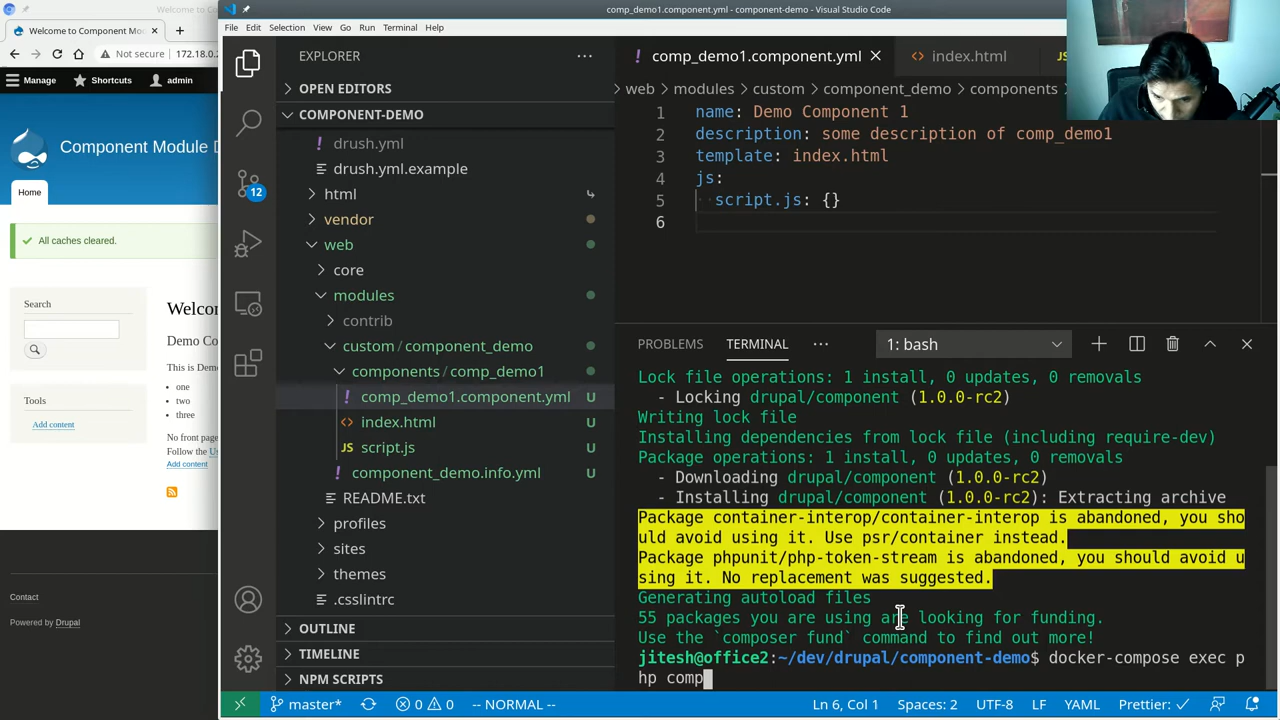 Welcome to Co
comp_demo1.component.yml - component-demo - Visual Studio Code
Welcome to Component Mo
File Edit Selection View Go Run Terminal Help
Not secure 172.18.0.
Manage Shortcuts admin
Component Module D
Home
All caches cleared.
Search
Welcon
Demo Co
This is Dem
one
two
three
Tools
Add content
No front page
Follow the Us
Add content
Contact
Powered by Drupal
EXPLORER
OPEN EDITORS
COMPONENT-DEMO
drush.yml
drush.yml.example
html
vendor
web
core
modules
contrib
custom / component_demo
components / comp_demo1
comp_demo1.component.yml U
index.html U
script.js U
component_demo.info.yml U
README.txt
profiles
sites
themes
.csslintrc
OUTLINE
TIMELINE
NPM SCRIPTS
12
comp_demo1.component.yml index.html JS
web modules custom component_demo components
1 name: Demo Component 1
2 description: some description of comp_demo1
3 template: index.html
4 js:
5 script.js: {}
6
PROBLEMS TERMINAL 1: bash
Lock file operations: 1 install, 0 updates, 0 removals
- Locking drupal/component (1.0.0-rc2)
Writing lock file
Installing dependencies from lock file (including require-dev)
Package operations: 1 install, 0 updates, 0 removals
- Downloading drupal/component (1.0.0-rc2)
- Installing drupal/component (1.0.0-rc2): Extracting archive
Package container-interop/container-interop is abandoned, you sho
uld avoid using it. Use psr/container instead.
Package phpunit/php-token-stream is abandoned, you should avoid u
sing it. No replacement was suggested.
Generating autoload files
55 packages you are using are looking for funding.
Use the `composer fund` command to find out more!
jitesh@office2:~/dev/drupal/component-demo$ docker-compose exec p
hp comp
master* 0 0 -- NORMAL -- Ln 6, Col 1 Spaces: 2 UTF-8 LF YAML Prettier: ✓